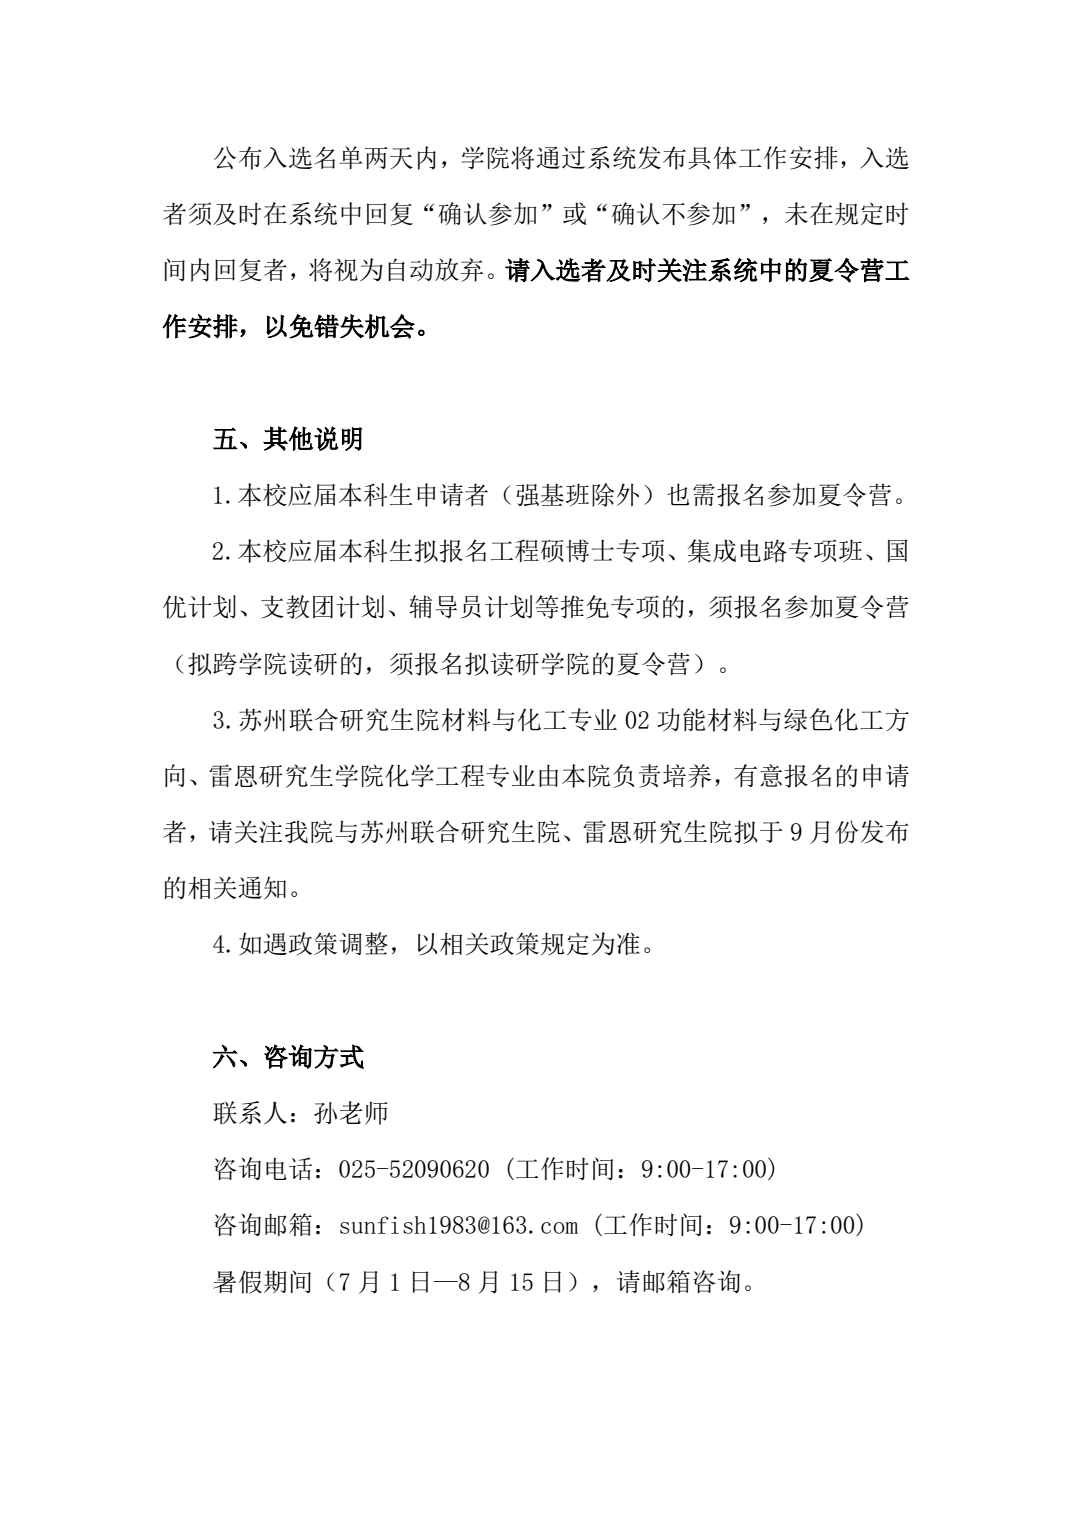 公布入选名单两天内，学院将通过系统发布具体工作安排，入选
者须及时在系统中回复“确认参加”或“确认不参加”，未在规定时
间内回复者，将视为自动放弃。请入选者及时关注系统中的夏令营工
作安排，以免错失机会。
五、其他说明
1.本校应届本科生申请者（强基班除外）也需报名参加夏令营。
2.本校应届本科生拟报名工程硕博士专项、集成电路专项班、国
优计划、支教团计划、辅导员计划等推免专项的，须报名参加夏令营
（拟跨学院读研的，须报名拟读研学院的夏令营）。
3.苏州联合研究生院材料与化工专业 02 功能材料与绿色化工方
向、雷恩研究生学院化学工程专业由本院负责培养，有意报名的申请
者，请关注我院与苏州联合研究生院、雷恩研究生院拟于 9 月份发布
的相关通知。
4.如遇政策调整，以相关政策规定为准。
六、咨询方式
联系人：孙老师
咨询电话：025-52090620（工作时间：9:00-17:00）
咨询邮箱：sunfish1983@163.com（工作时间：9:00-17:00）
暑假期间（7 月 1 日—8 月 15 日），请邮箱咨询。